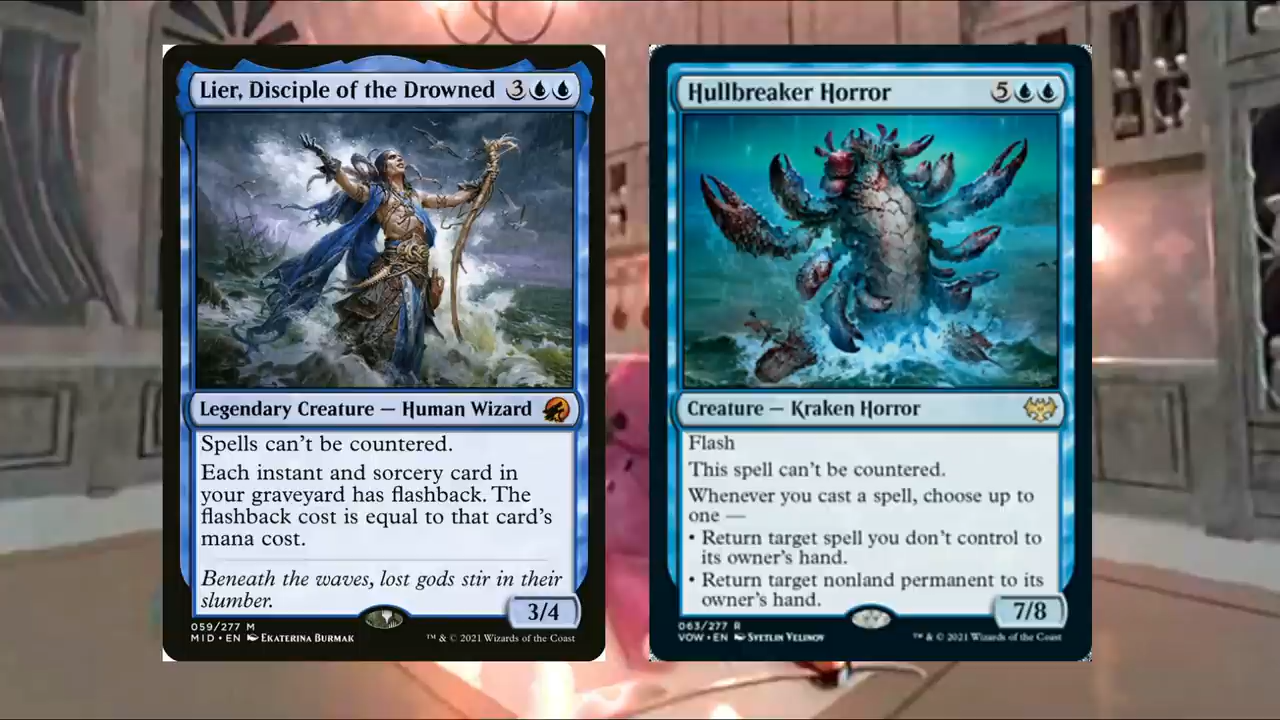 Lier, Disciple of the Drowned 3
Legendary Creature — Human Wizard
Spells can't be countered.
Each instant and sorcery card in
your graveyard has flashback. The
flashback cost is equal to that card's
mana cost.
Beneath the waves, lost gods stir in their
slumber.
3/4
059/277 M
MID • EN Ekaterina Burmak
™ & © 2021 Wizards of the Coast
Hullbreaker Horror 5
Creature — Kraken Horror
Flash
This spell can't be countered.
Whenever you cast a spell, choose up to
one —
• Return target spell you don't control to
its owner's hand.
• Return target nonland permanent to its
owner's hand.
7/8
063/277 R
VOW • EN Svetlin Velinov
™ & © 2021 Wizards of the Coast